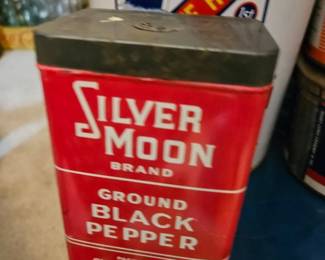 SILVER
MOON
BRAND
GROUND
BLACK
PEPPER